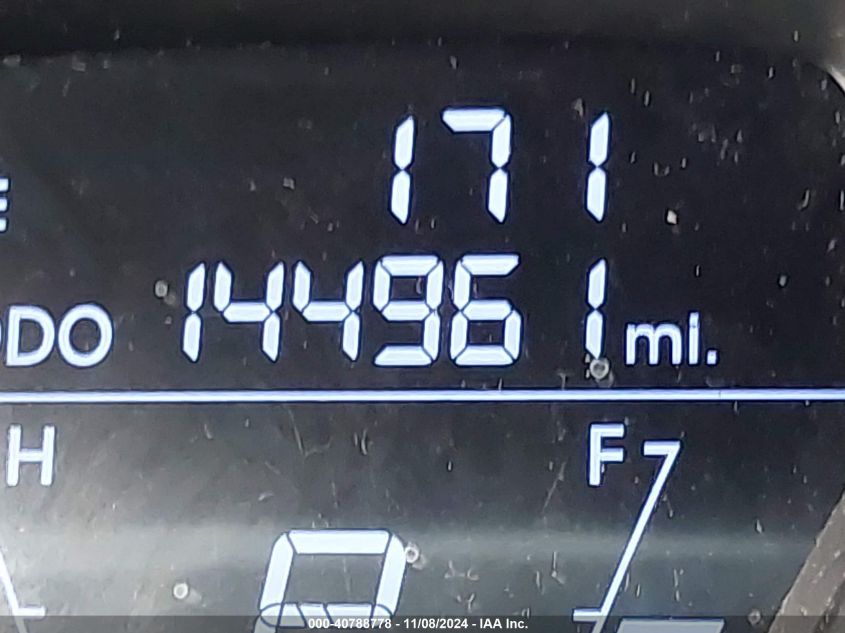 171
ODO 144961 mi.
H F
000-40788778 - 11/08/2024 - IAA Inc.